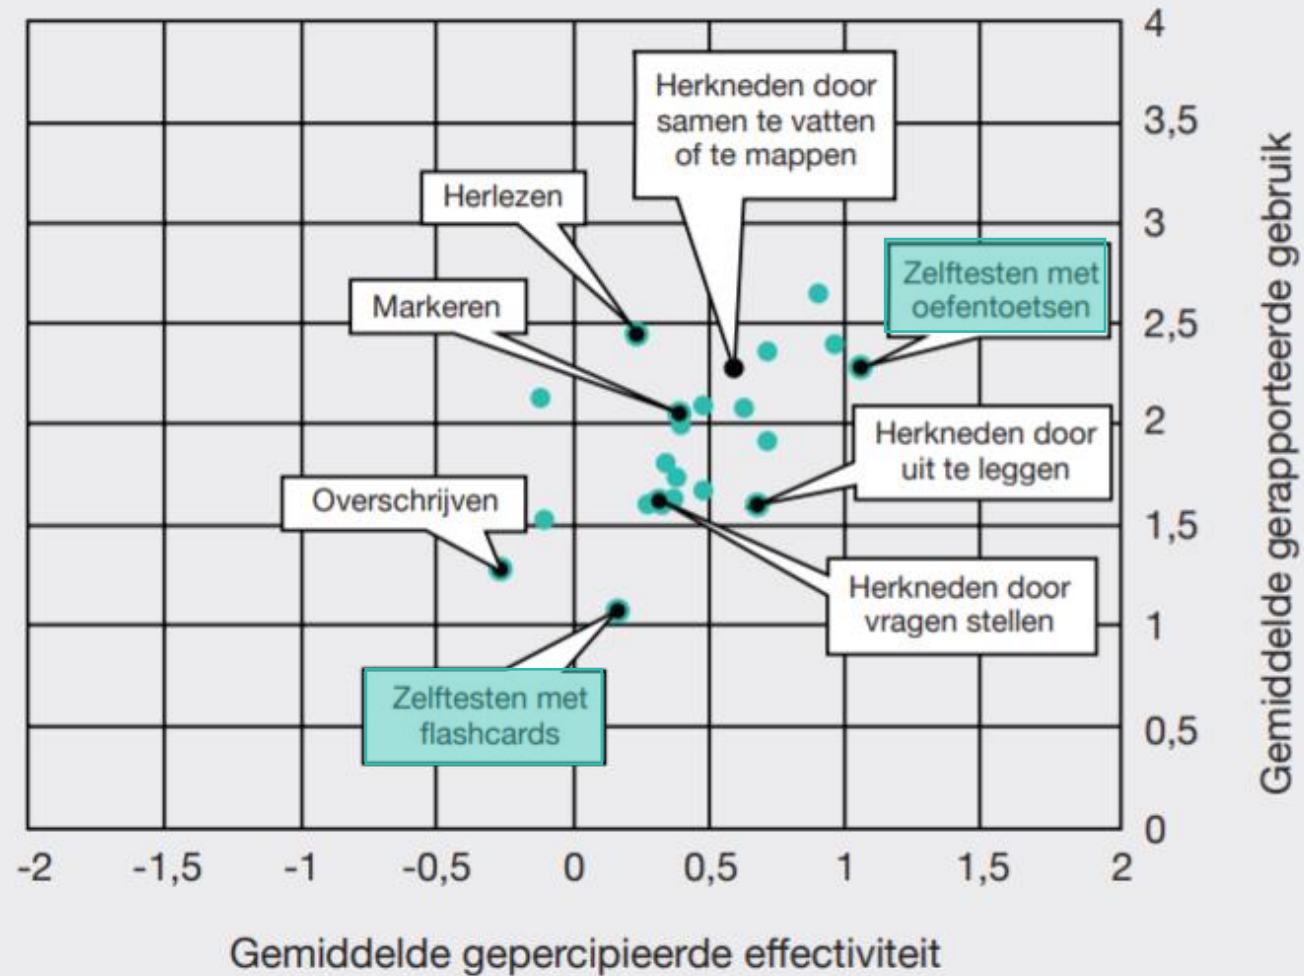 4
Herkneden door
samen te vatten
of te mappen
3,5
Herlezen
3
Zelftesten met
oefentoetsen
Markeren
2,5
Herkneden door
uit te leggen
2
Overschrijven
1,5
Herkneden door
vragen stellen
1
Zelftesten met
flashcards
0,5
0
-2 -1,5 -1 -0,5 0 0,5 1 1,5 2
Gemiddelde gepercipieerde effectiviteit
Gemiddelde gerapporteerde gebruik